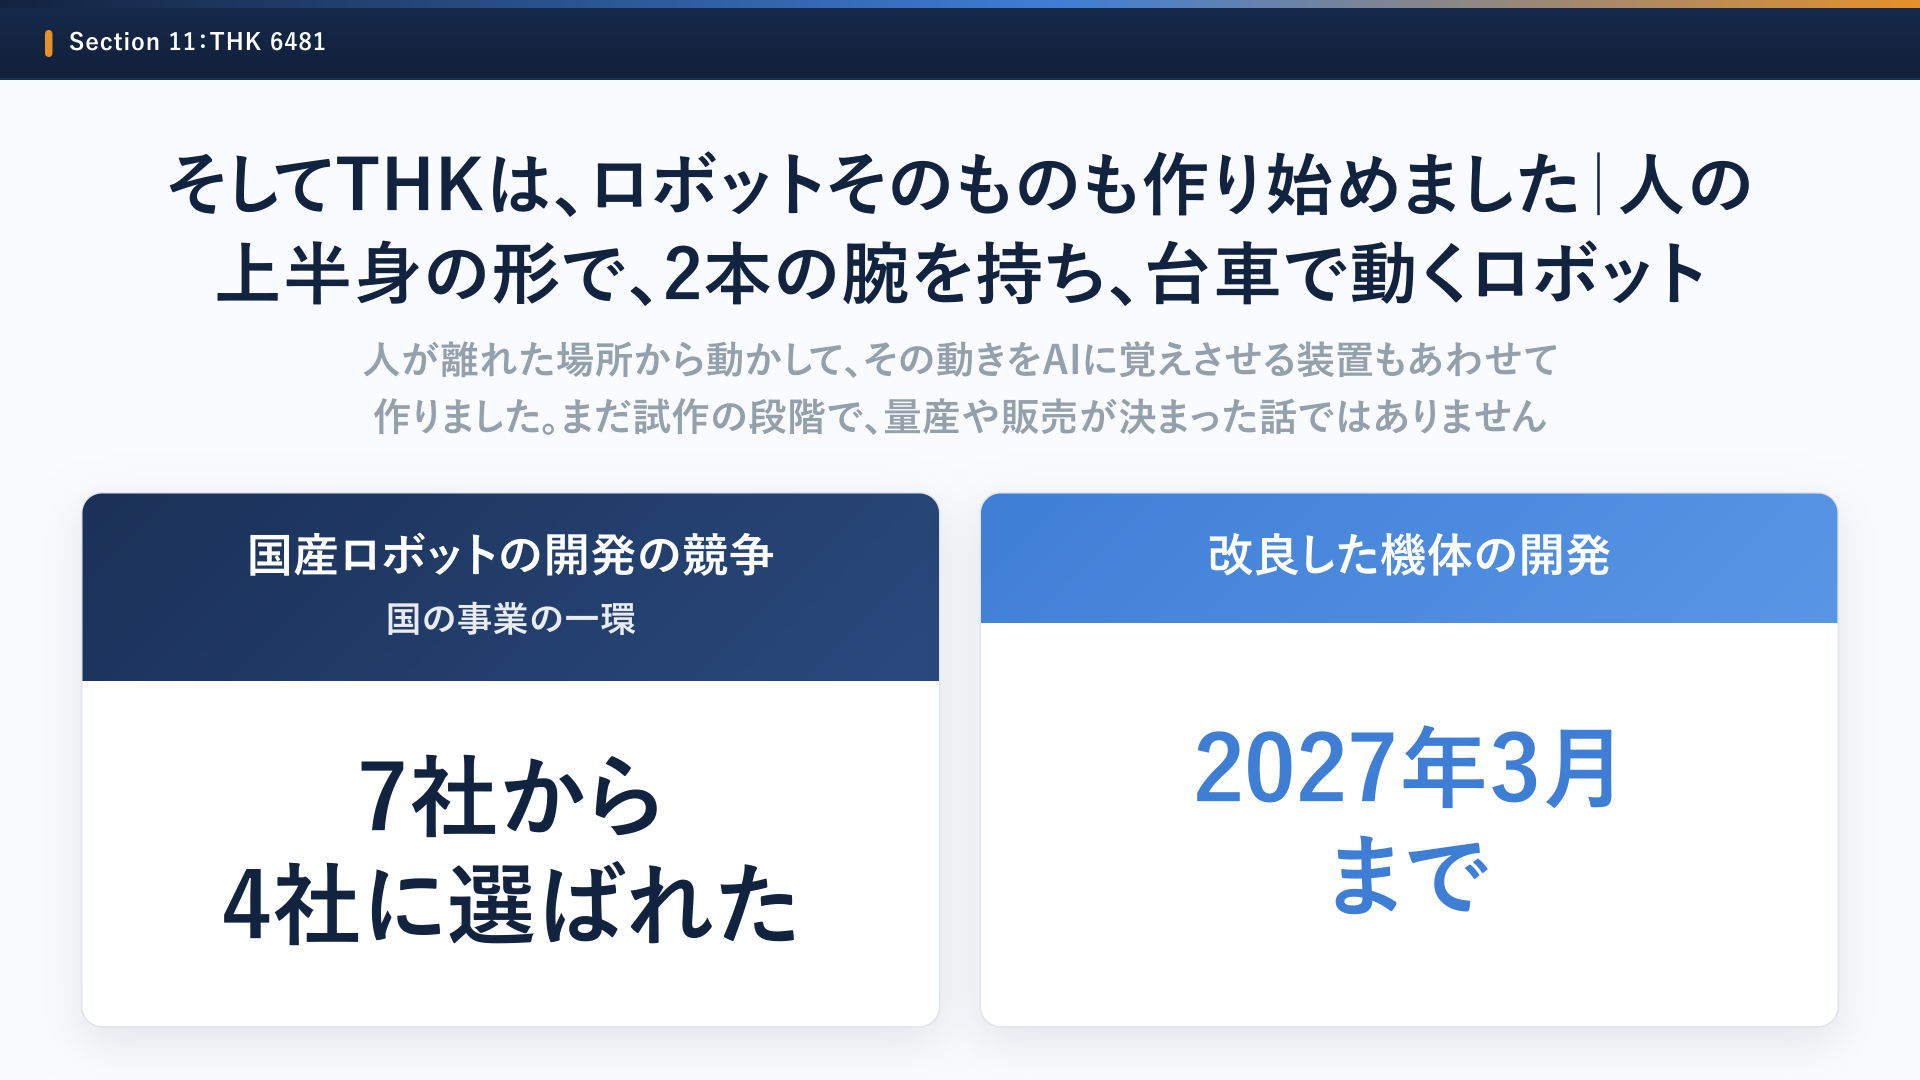 Section 11：THK 6481
そしてTHKは、ロボットそのものも作り始めました｜人の
上半身の形で、2本の腕を持ち、台車で動くロボット
人が離れた場所から動かして、その動きをAIに覚えさせる装置もあわせて
作りました。まだ試作の段階で、量産や販売が決まった話ではありません
国産ロボットの開発の競争
国の事業の一環
7社から
4社に選ばれた
改良した機体の開発
2027年3月
まで